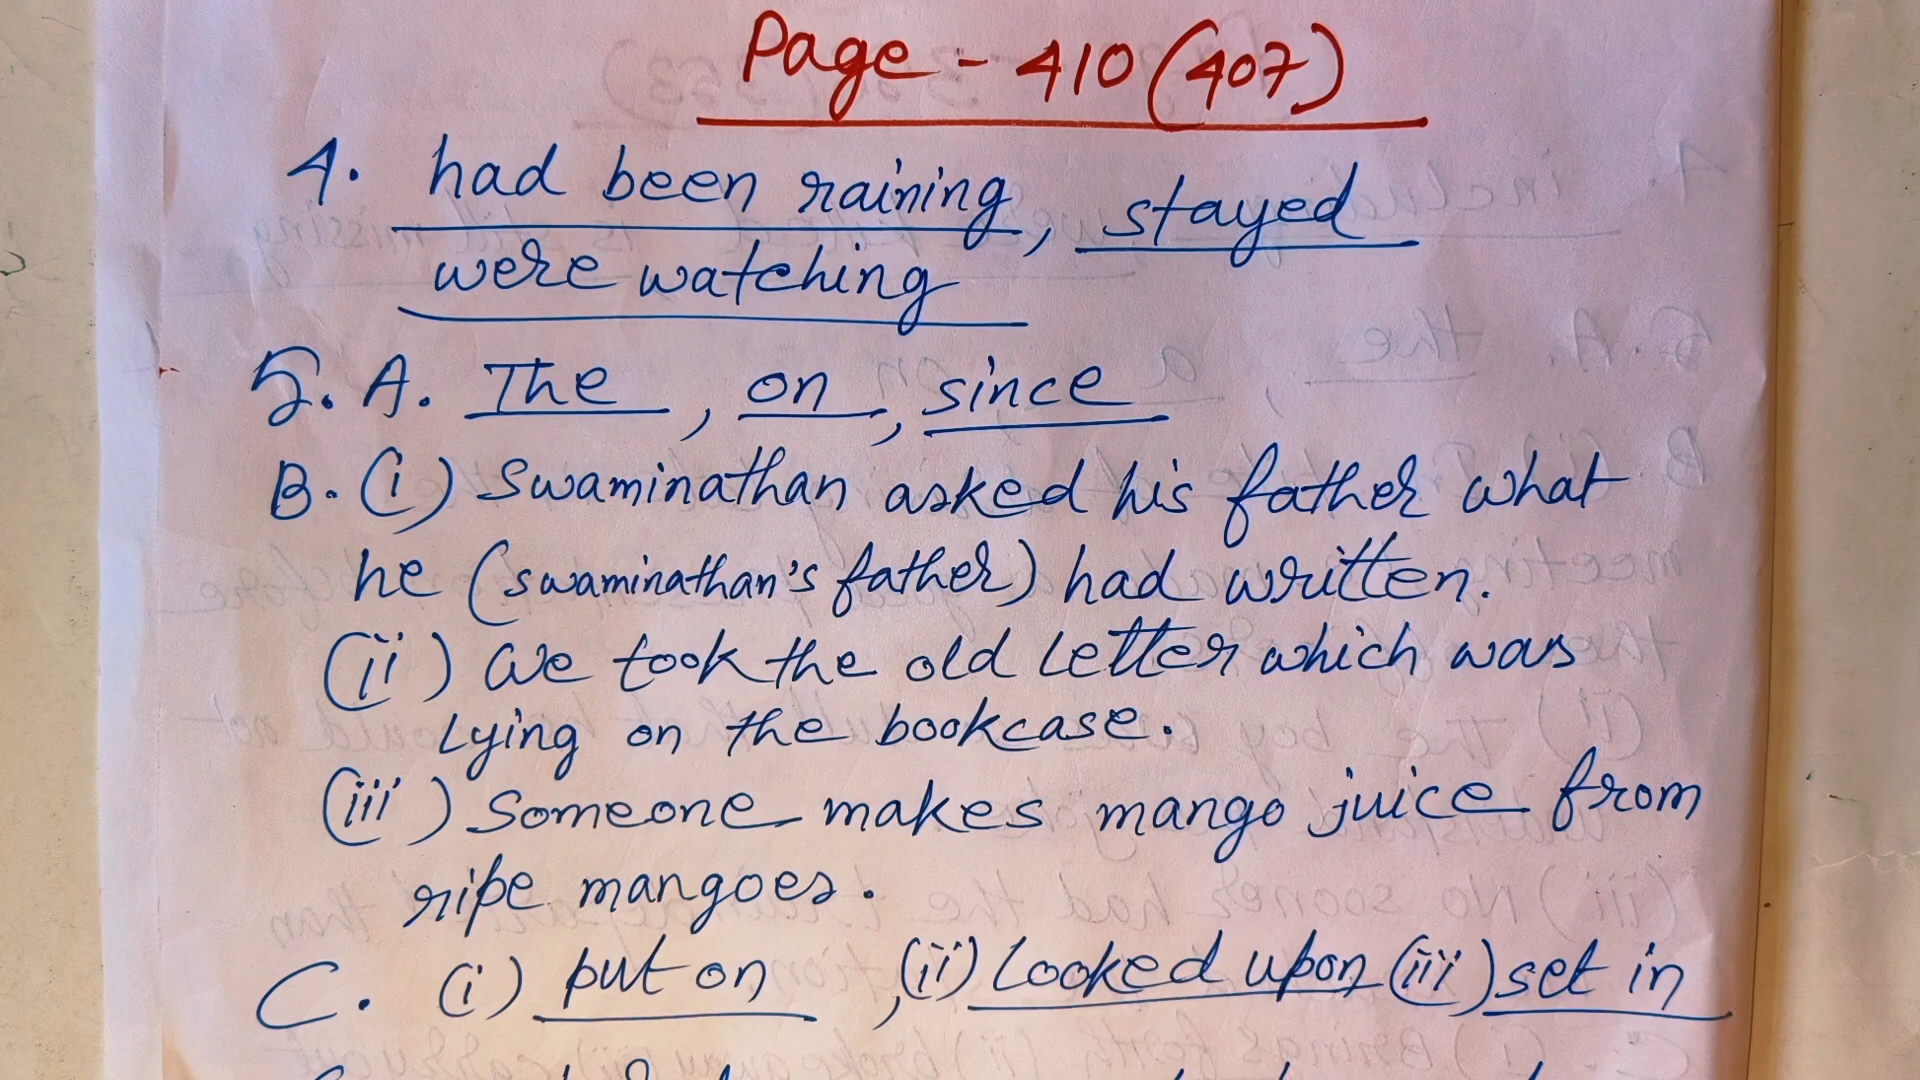 Page - 410 (407)
4. had been raining, stayed
were watching
5. A. The, on, since
B. (i) Swaminathan asked his father what
he (swaminathan's father) had written.
(ii) We took the old letter which was
lying on the bookcase.
(iii) Someone makes mango juice from
ripe mangoes.
C. (i) put on, (ii) Looked upon (iii) set in